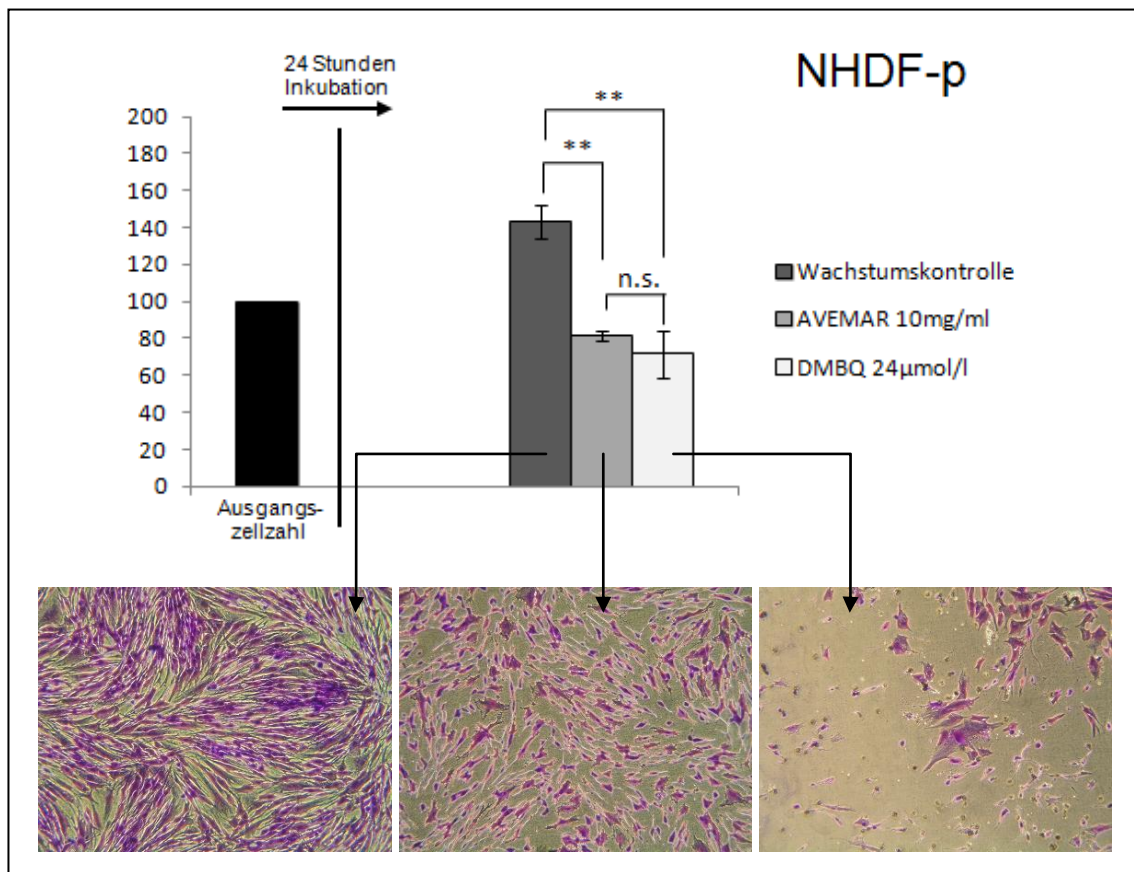 NHDF-p
24 Stunden
Inkubation
200
180
160
140
120
100
80
60
40
20
0
**
**
n.s.
Ausgangs-
zellzahl
Wachstumskontrolle
AVEMAR 10mg/ml
DMBQ 24µmol/l